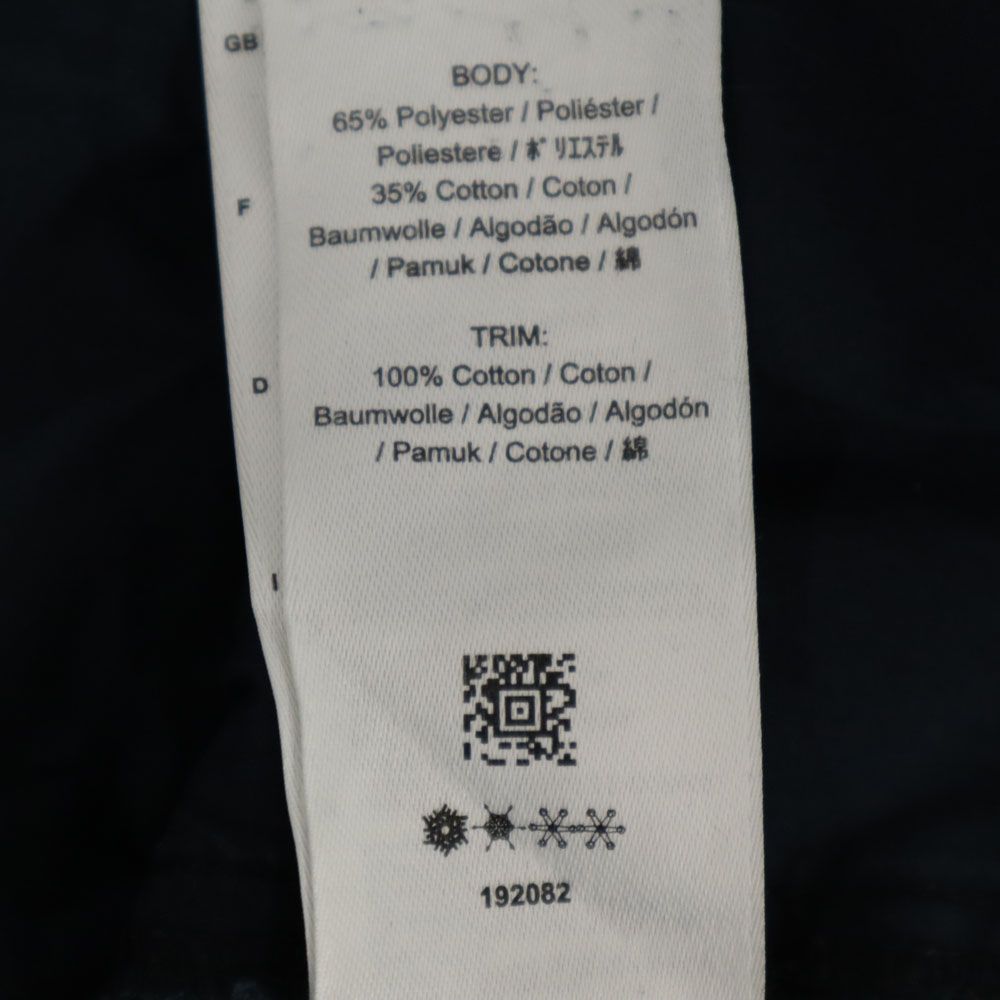 GB
F
D
I
BODY:
65% Polyester / Poliéster /
Poliestere / ポリエステル
35% Cotton / Coton /
Baumwolle / Algodão / Algodón
/ Pamuk / Cotone / 綿
TRIM:
100% Cotton / Coton /
Baumwolle / Algodão / Algodón
/ Pamuk / Cotone / 綿
192082